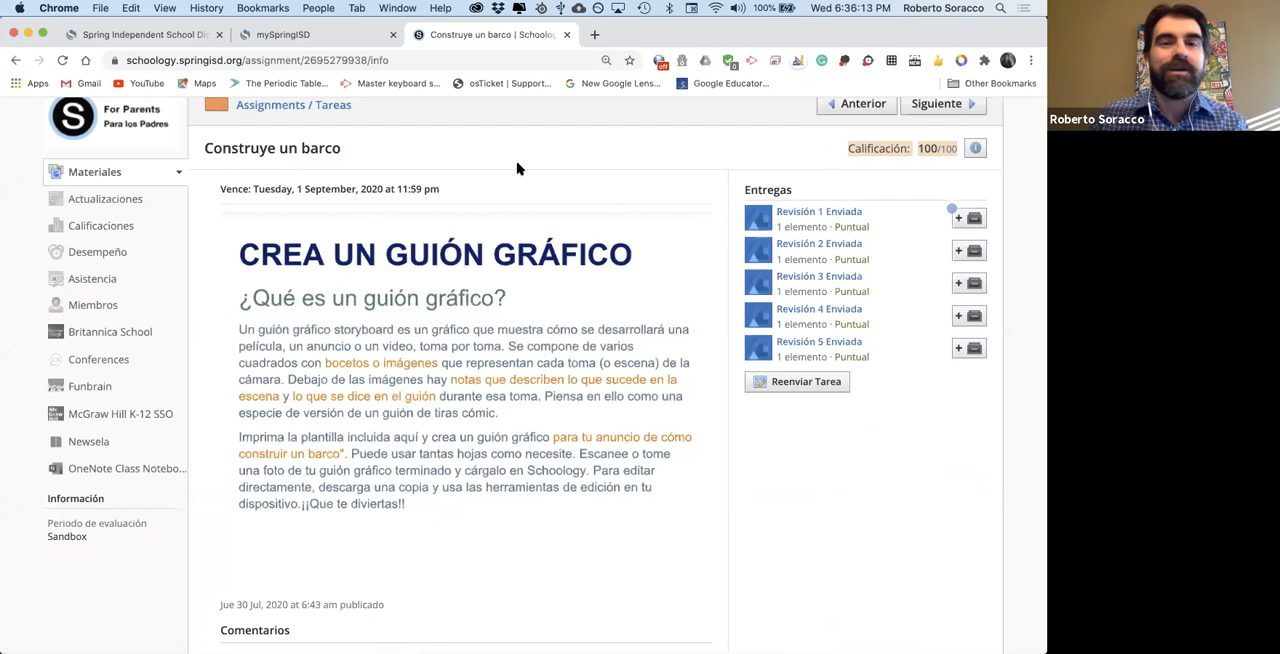 Chrome File Edit View History Bookmarks People Tab Window Help 100% Wed 6:36:13 PM Roberto Soracco
Spring Independent School Di mySpringISD Construye un barco | Schoolog
schoology.springisd.org/assignment/2695279938/info
Apps Gmail YouTube Maps The Periodic Table... Master keyboard s... osTicket | Support... New Google Lens... Google Educator... Other Bookmarks
For Parents
Para los Padres
Assignments / Tareas
Anterior Siguiente
Construye un barco
Calificación: 100/100
Materiales
Actualizaciones
Calificaciones
Desempeño
Asistencia
Miembros
Britannica School
Conferences
Funbrain
McGraw Hill K-12 SSO
Newsela
OneNote Class Notebo...
Información
Periodo de evaluación
Sandbox
Vence: Tuesday, 1 September, 2020 at 11:59 pm
CREA UN GUIÓN GRÁFICO
¿Qué es un guión gráfico?
Un guión gráfico storyboard es un gráfico que muestra cómo se desarrollará una
película, un anuncio o un video, toma por toma. Se compone de varios
cuadrados con bocetos o imágenes que representan cada toma (o escena) de la
cámara. Debajo de las imágenes hay notas que describen lo que sucede en la
escena y lo que se dice en el guión durante esa toma. Piensa en ello como una
especie de versión de un guión de tiras cómic.
Imprima la plantilla incluida aquí y crea un guión gráfico para tu anuncio de cómo
construir un barco". Puede usar tantas hojas como necesite. Escanee o tome
una foto de tu guión gráfico terminado y cárgalo en Schoology. Para editar
directamente, descarga una copia y usa las herramientas de edición en tu
dispositivo.¡¡Que te diviertas!!
Jue 30 Jul, 2020 at 6:43 am publicado
Comentarios
Entregas
Revisión 1 Enviada
1 elemento · Puntual
Revisión 2 Enviada
1 elemento · Puntual
Revisión 3 Enviada
1 elemento · Puntual
Revisión 4 Enviada
1 elemento · Puntual
Revisión 5 Enviada
1 elemento · Puntual
Reenviar Tarea
Roberto Soracco